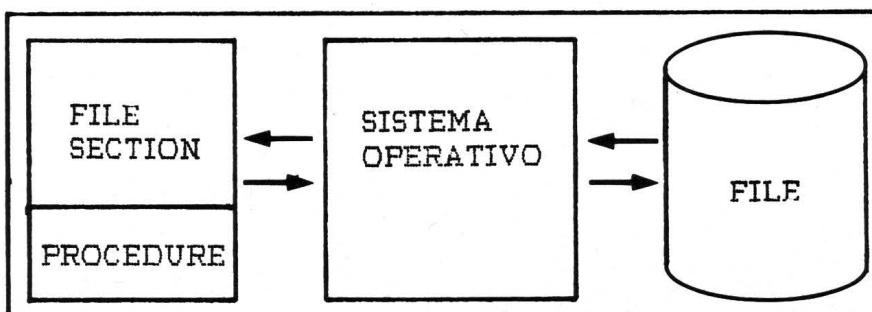 FILE
SECTION
PROCEDURE
SISTEMA
OPERATIVO
FILE